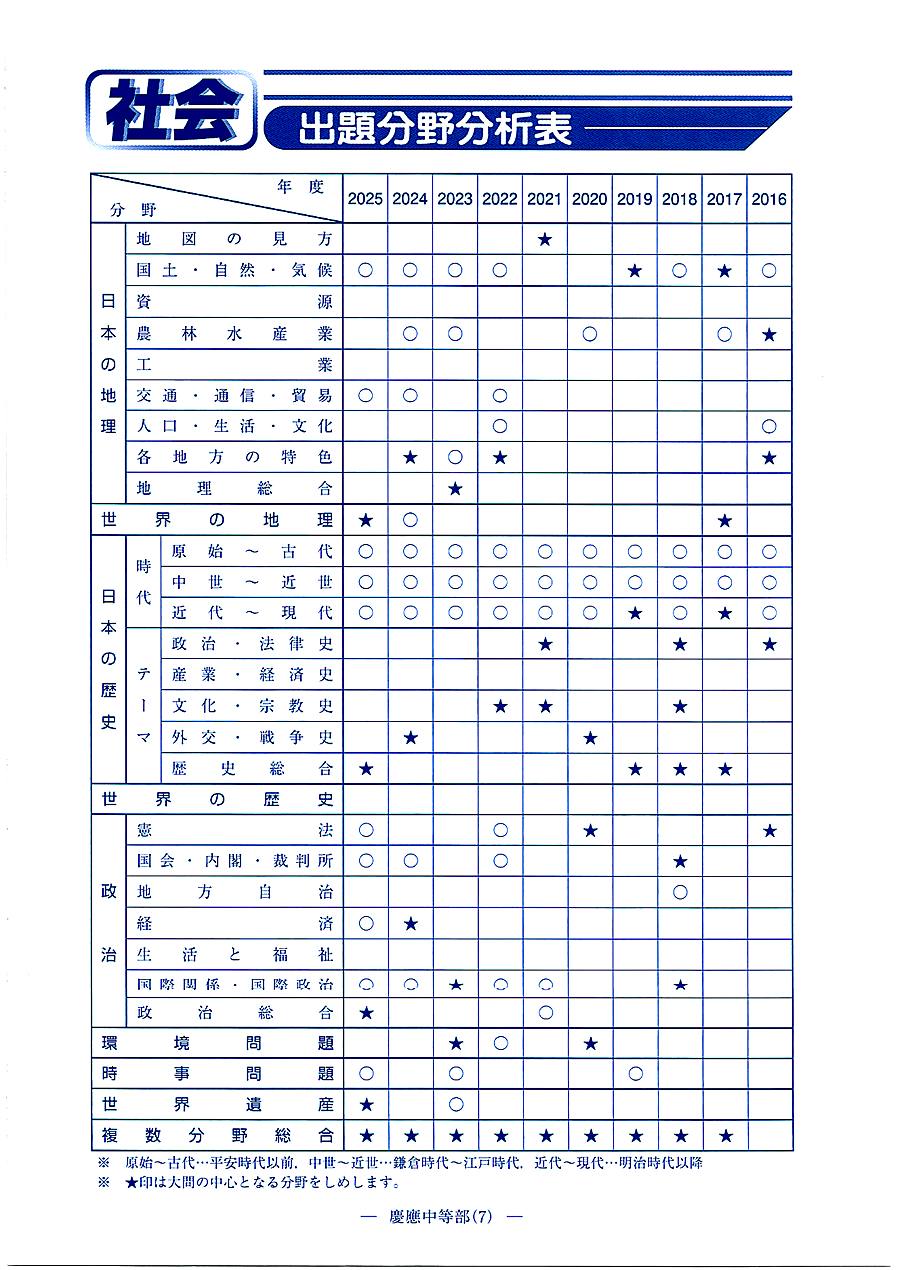 社会
出題分野分析表
年度
分野 2025 2024 2023 2022 2021 2020 2019 2018 2017 2016
日本の地理
地図の見方 ★
国土・自然・気候 ○ ○ ○ ○ ★ ○ ★ ○
資源
農林水産業 ○ ○ ○ ○ ★
工業
交通・通信・貿易 ○ ○ ○
人口・生活・文化 ○ ○
各地方の特色 ★ ○ ★ ★
地理総合 ★
世界の地理 ★ ○ ★
日本の歴史
時代
原始～古代 ○ ○ ○ ○ ○ ○ ○ ○ ○ ○
中世～近世 ○ ○ ○ ○ ○ ○ ○ ○ ○ ○
近代～現代 ○ ○ ○ ○ ○ ○ ★ ○ ★ ○
テーマ
政治・法律史 ★ ★ ★
産業・経済史
文化・宗教史 ★ ★ ★
外交・戦争史 ★ ★
歴史総合 ★ ★ ★ ★
世界の歴史
政治
憲法 ○ ○ ★ ★
国会・内閣・裁判所 ○ ○ ○ ★
地方自治 ○
経済 ○ ★
生活と福祉
国際関係・国際政治 ○ ○ ★ ○ ○ ★
政治総合 ★ ○
環境問題 ★ ○ ★
時事問題 ○ ○ ○
世界遺産 ★ ○
複数分野総合 ★ ★ ★ ★ ★ ★ ★ ★ ★
※ 原始～古代…平安時代以前，中世～近世…鎌倉時代～江戸時代，近代～現代…明治時代以降
※ ★印は大問の中心となる分野をしめします。
― 慶應中等部(7) ―